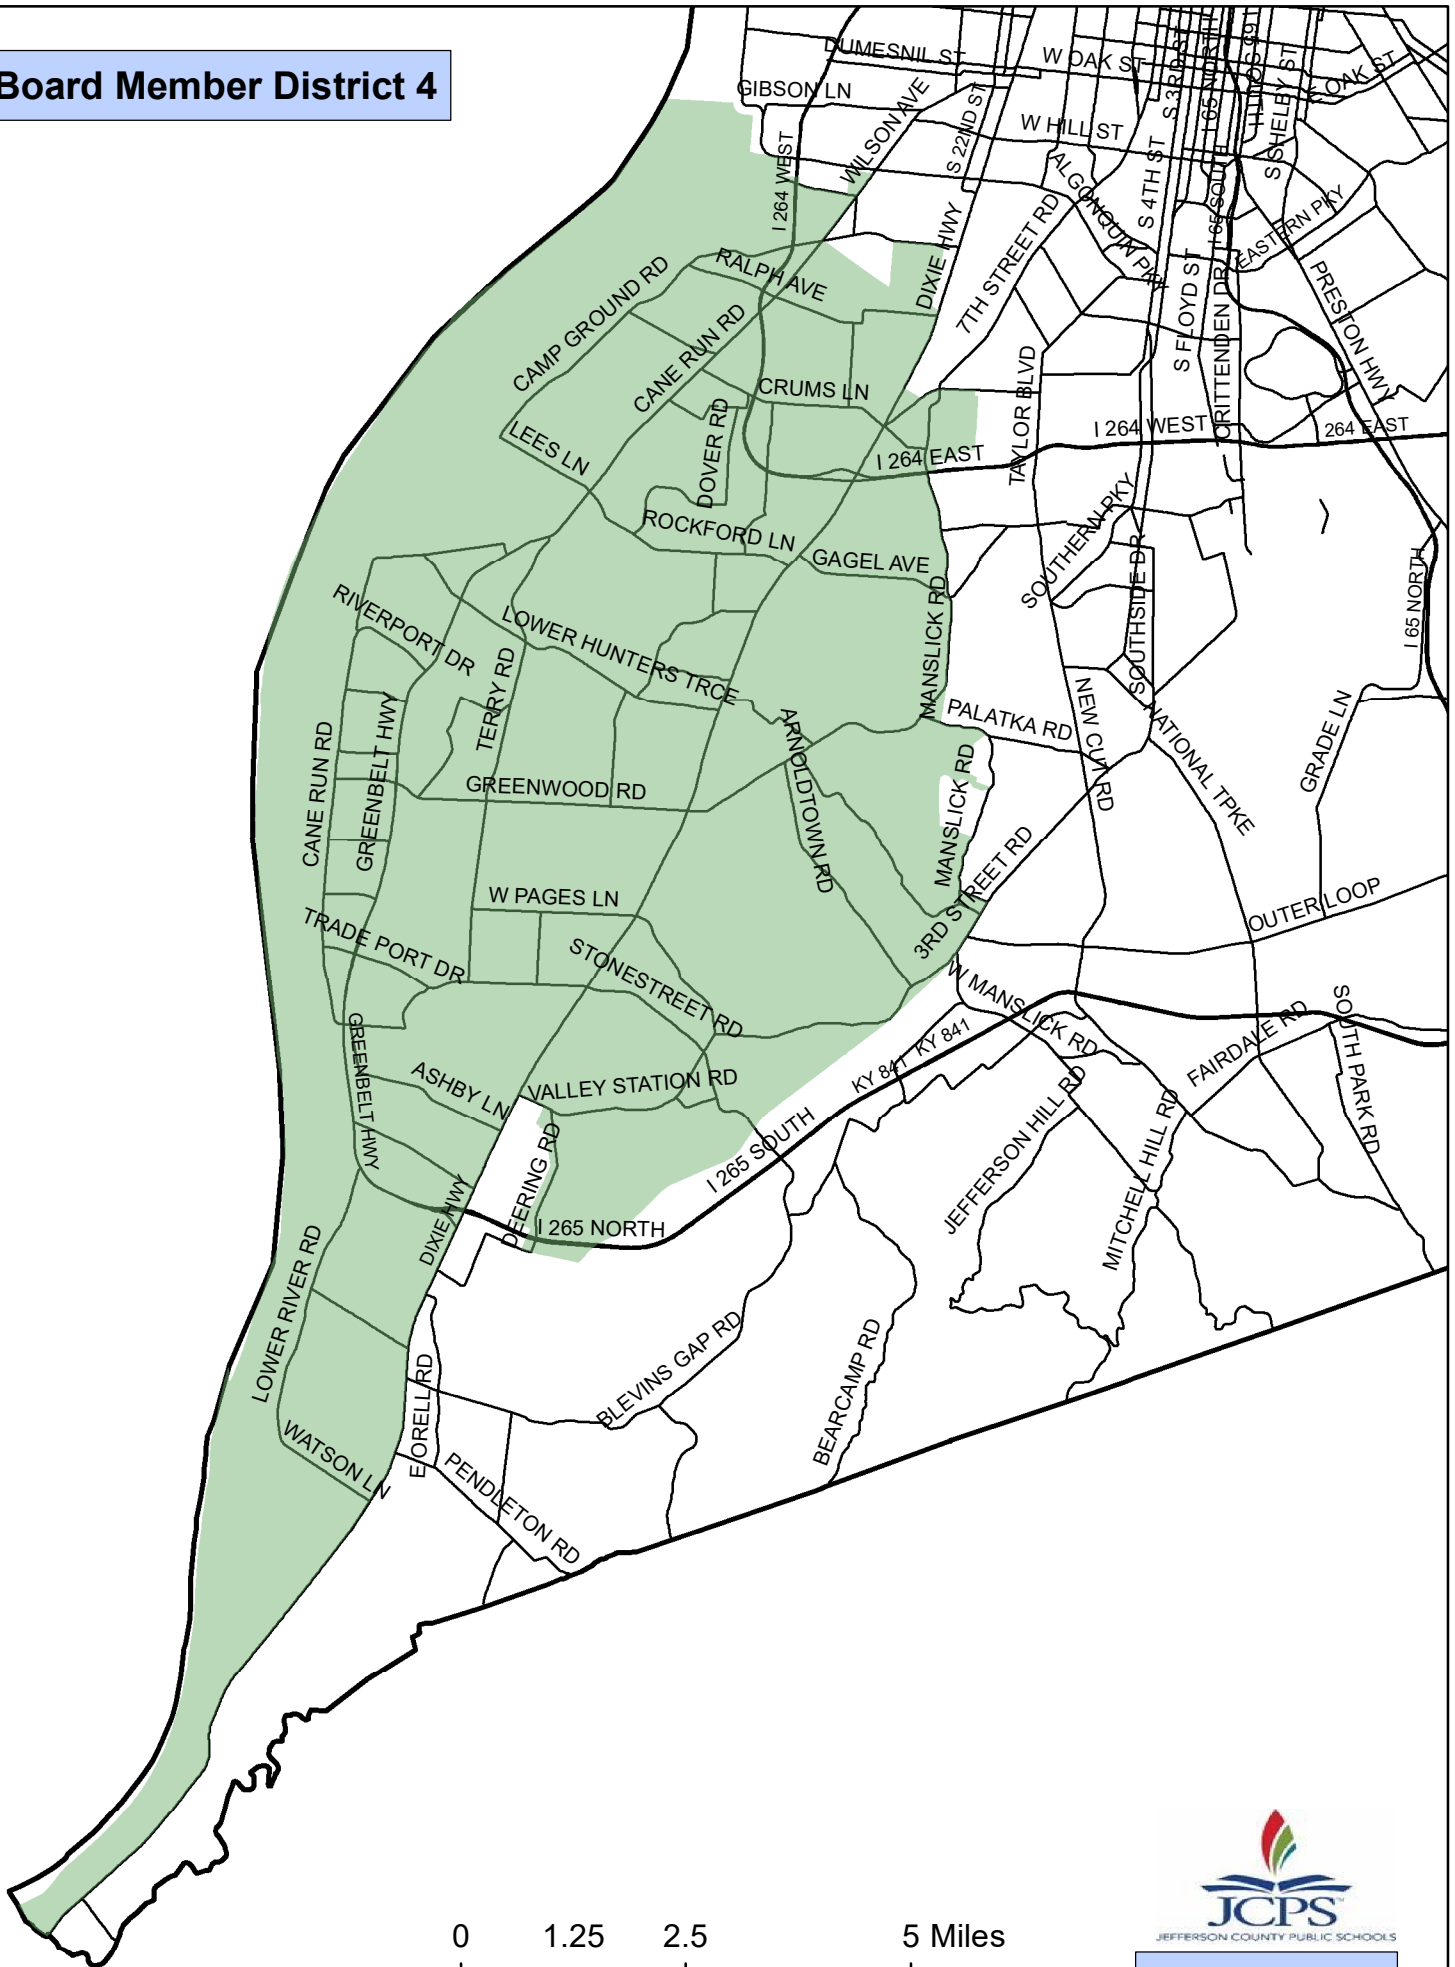 Board Member District 4
DUMESNIL ST
W OAK ST
S 3RD ST
I 65 NORTH
S SHELBY ST
E OAK ST
GIBSON LN
WILSON AVE
S 22ND ST
W HILL ST
I 264 WEST
ALGONQUIN PKY
S 4TH ST
I 65 SOUTH
EASTERN PKY
DIXIE HWY
7TH STREET RD
S FLOYD ST
CRITTENDEN DR
PRESTON HWY
CAMP GROUND RD
RALPH AVE
CANE RUN RD
CRUMS LN
TAYLOR BLVD
I 264 WEST
264 EAST
LEES LN
DOVER RD
I 264 EAST
ROCKFORD LN
GAGEL AVE
SOUTHERN PKY
SOUTHSIDE DR
I 65 NORTH
RIVERPORT DR
LOWER HUNTERS TRCE
TERRY RD
MANSLICK RD
PALATKA RD
NEW CUT RD
NATIONAL TPKE
GRADE LN
CANE RUN RD
GREENBELT HWY
GREENWOOD RD
ARNOLDTOWN RD
MANSLICK RD
3RD STREET RD
W PAGES LN
OUTER LOOP
TRADE PORT DR
STONESTREET RD
W MANSLICK RD
GREENBELT HWY
ASHBY LN
VALLEY STATION RD
KY 841
KY 841
FAIRDALE RD
SOUTH PARK RD
JEFFERSON HILL RD
MITCHELL HILL RD
I 265 SOUTH
DEERING RD
DIXIE HWY
I 265 NORTH
LOWER RIVER RD
BLEVINS GAP RD
BEARCAMP RD
E ORELL RD
WATSON LN
PENDLETON RD
0 1.25 2.5 5 Miles
JCPS
JEFFERSON COUNTY PUBLIC SCHOOLS